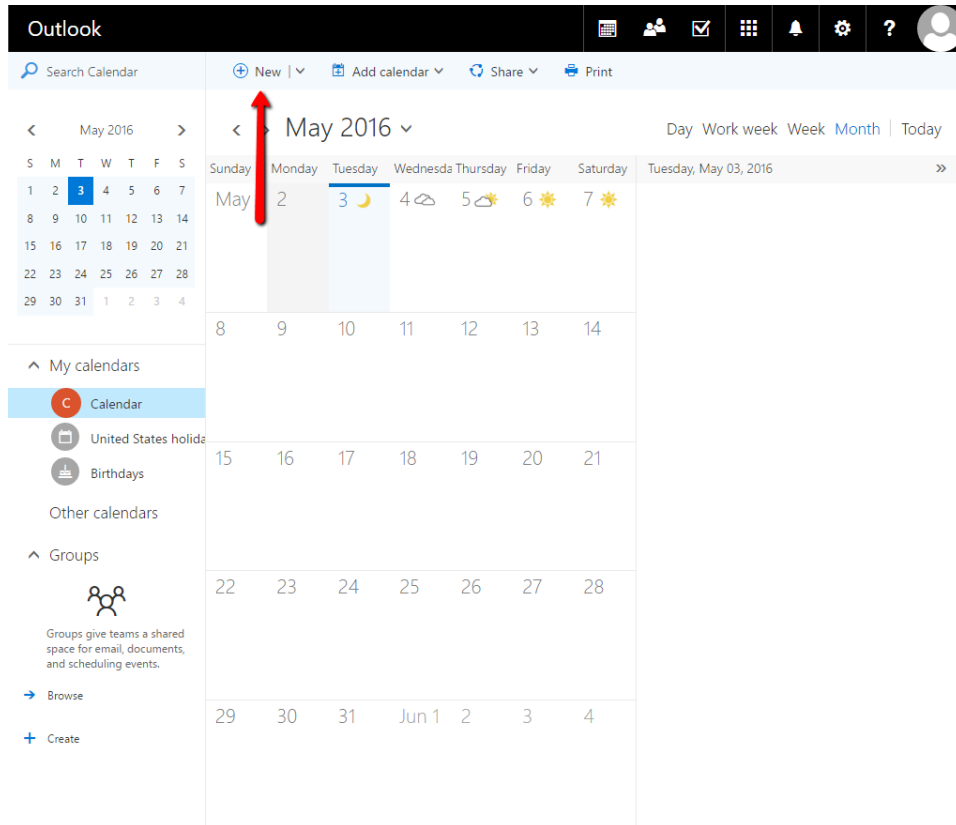 Outlook
?
Search Calendar
New | Add calendar Share Print
May 2016
S M T W T F S
1 2 3 4 5 6 7
8 9 10 11 12 13 14
15 16 17 18 19 20 21
22 23 24 25 26 27 28
29 30 31 1 2 3 4
My calendars
C Calendar
United States holida
Birthdays
Other calendars
Groups
Groups give teams a shared
space for email, documents,
and scheduling events.
Browse
Create
May 2016
Day Work week Week Month Today
Sunday Monday Tuesday Wednesda Thursday Friday Saturday
Tuesday, May 03, 2016
May 2 3 4 5 6 7
8 9 10 11 12 13 14
15 16 17 18 19 20 21
22 23 24 25 26 27 28
29 30 31 Jun 1 2 3 4